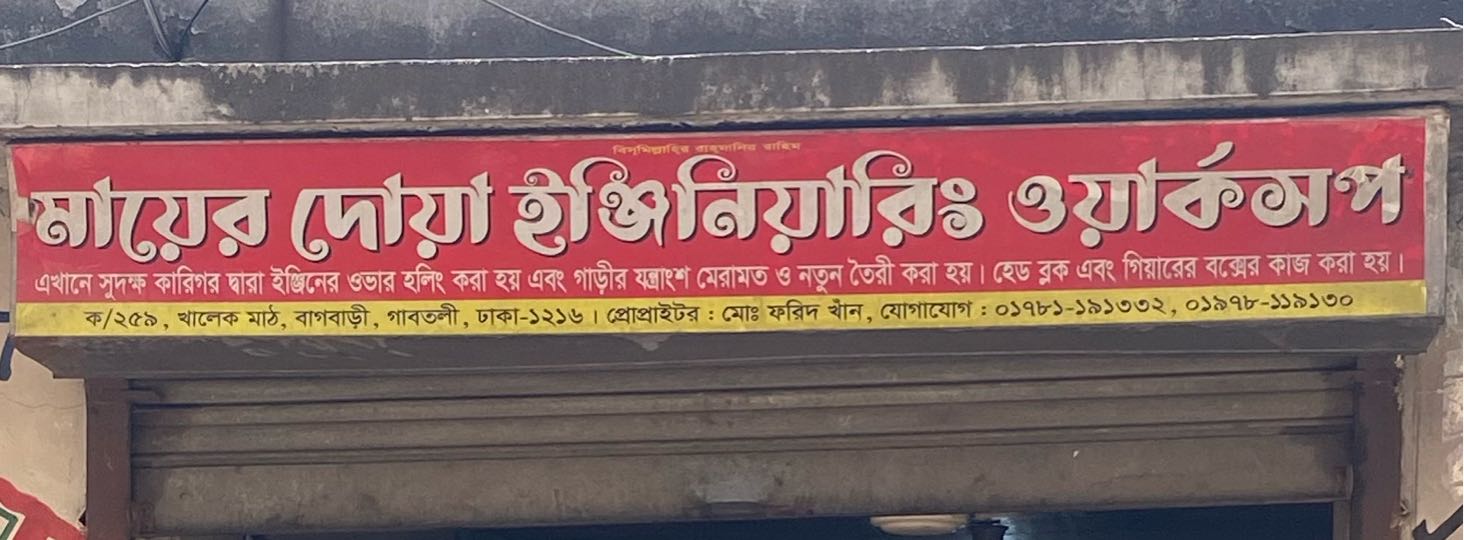 বিসমিল্লাহির রাহমানির রাহিম
মায়ের দোয়া ইঞ্জিনিয়ারিং ওয়ার্কসপ
এখানে সুদক্ষ কারিগর দ্বারা ইঞ্জিনের ওভার হলিং করা হয় এবং গাড়ীর যন্ত্রাংশ মেরামত ও নতুন তৈরী করা হয়। হেড ব্লক এবং গিয়ারের বক্সের কাজ করা হয়।
ক/২৫৯, খালেক মাঠ, বাগবাড়ী, গাবতলী, ঢাকা-১২১৬। প্রোপ্রাইটর : মোঃ ফরিদ খাঁন, যোগাযোগ : ০১৭৮১-১৯১৩৩২, ০১৯৭৮-১১৯১৩০